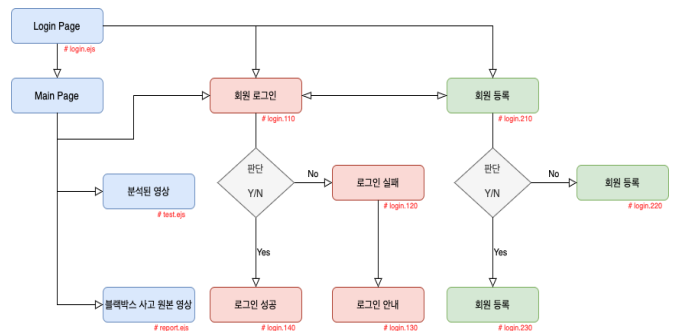 Login Page
# login.ejs
Main Page
회원 로그인
# login.110
회원 등록
# login.210
판단
Y/N
No
로그인 실패
# login.120
판단
Y/N
No
회원 등록
# login.220
분석된 영상
# test.ejs
Yes
Yes
블랙박스 사고 원본 영상
# report.ejs
로그인 성공
# login.140
로그인 안내
# login.130
회원 등록
# login.230